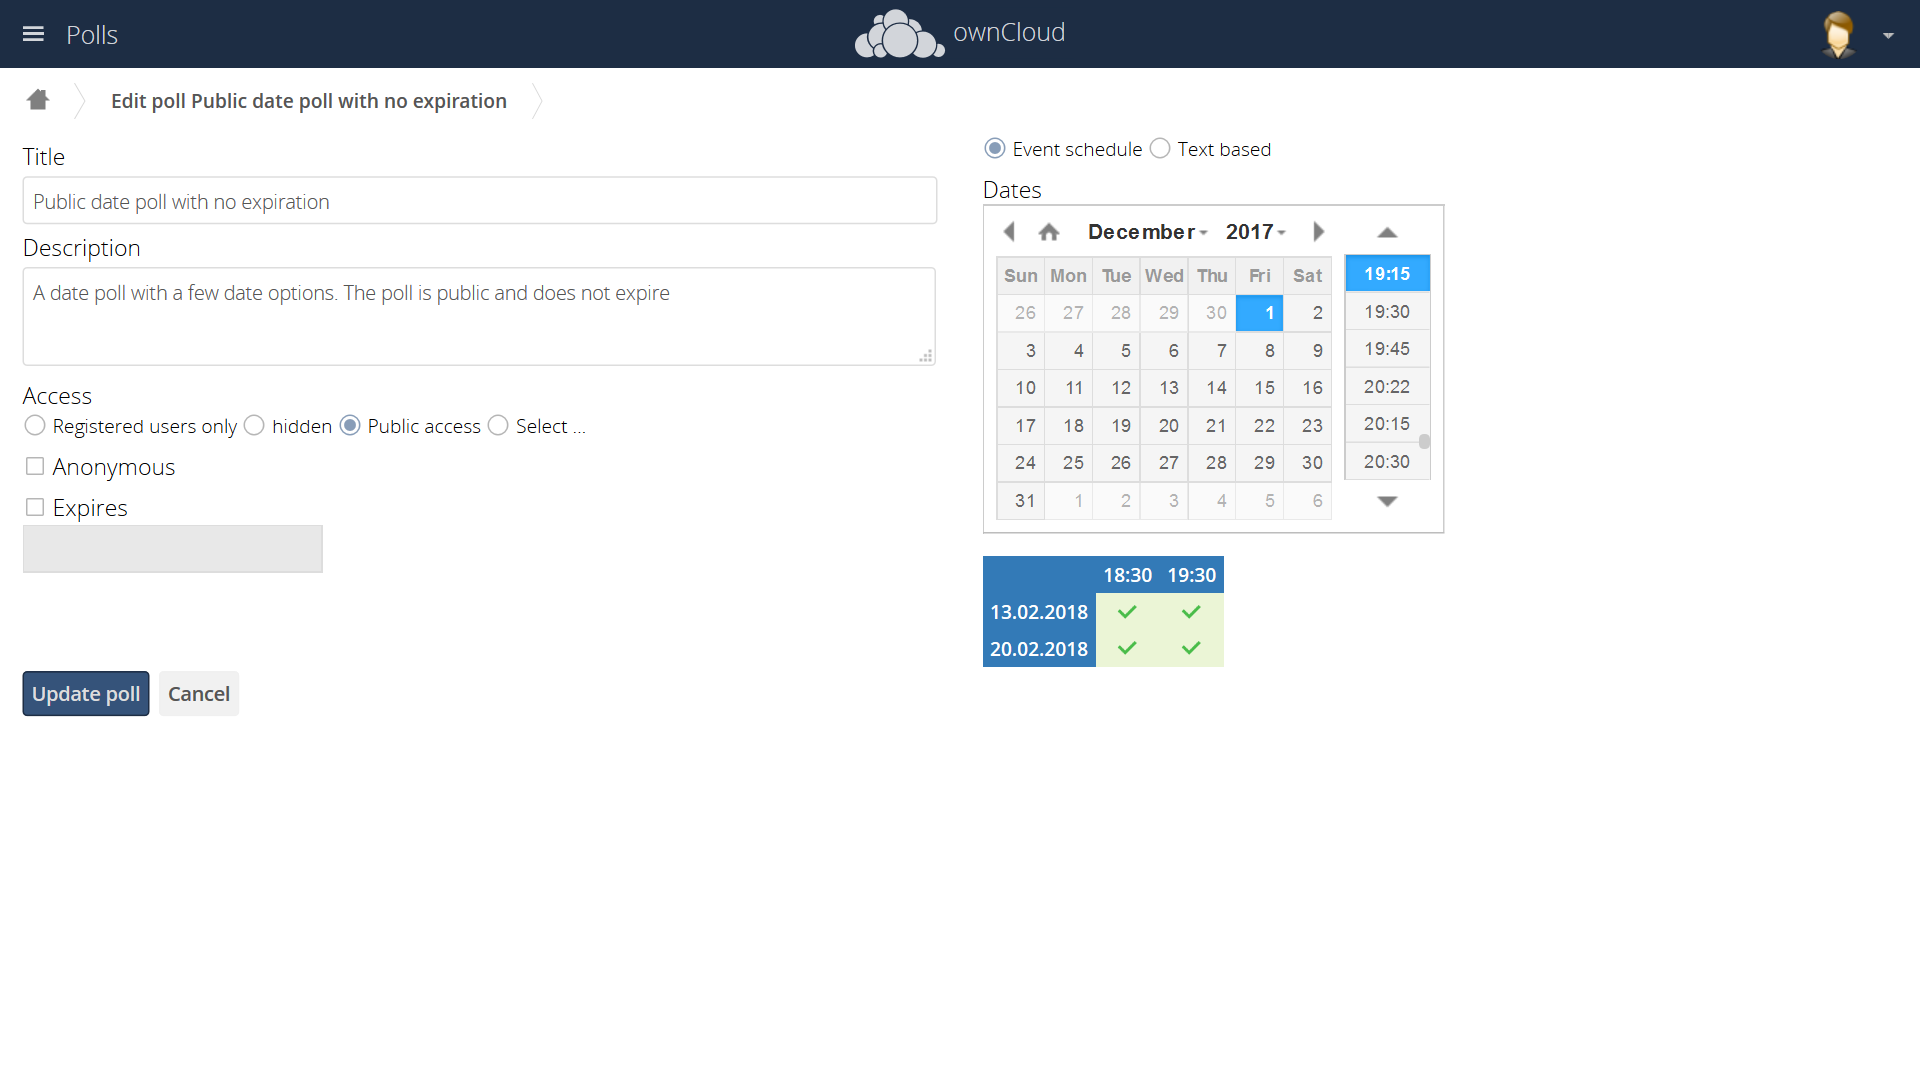 Polls
ownCloud
Edit poll Public date poll with no expiration
Title
Public date poll with no expiration
Description
A date poll with a few date options. The poll is public and does not expire
Access
Registered users only hidden Public access Select ...
Anonymous
Expires
Update poll Cancel
Event schedule Text based
Dates
December 2017
Sun Mon Tue Wed Thu Fri Sat
26 27 28 29 30 1 2
3 4 5 6 7 8 9
10 11 12 13 14 15 16
17 18 19 20 21 22 23
24 25 26 27 28 29 30
31 1 2 3 4 5 6
19:15
19:30
19:45
20:22
20:15
20:30
18:30 19:30
13.02.2018
20.02.2018